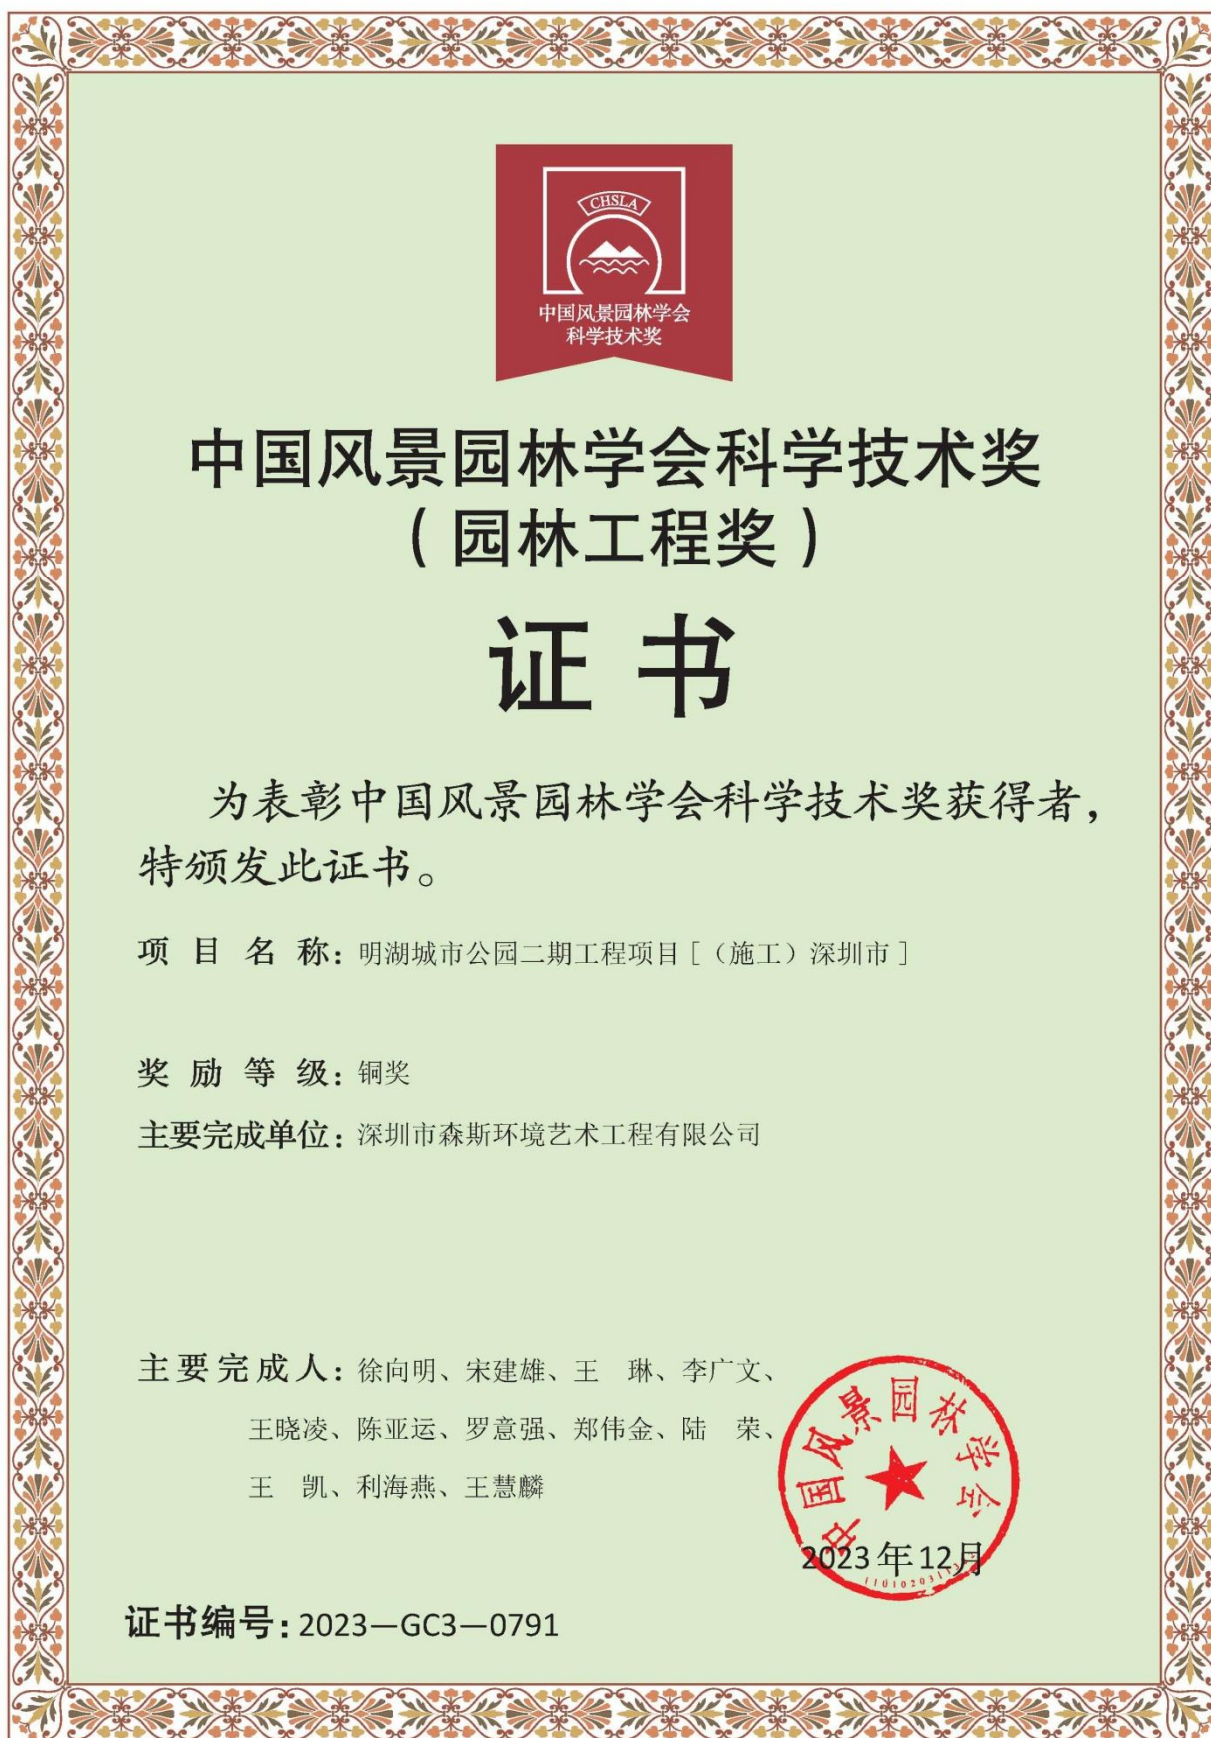 CHSLA
中国风景园林学会
科学技术奖
中国风景园林学会科学技术奖
（园林工程奖）
证书
为表彰中国风景园林学会科学技术奖获得者，
特颁发此证书。
项目名称：明湖城市公园二期工程项目［（施工）深圳市］
奖励等级：铜奖
主要完成单位：深圳市森斯环境艺术工程有限公司
主要完成人：徐向明、宋建雄、王　琳、李广文、
王晓凌、陈亚运、罗意强、郑伟金、陆　荣、
王　凯、利海燕、王慧麟
中国风景园林学会
2023年12月
证书编号：2023—GC3—0791